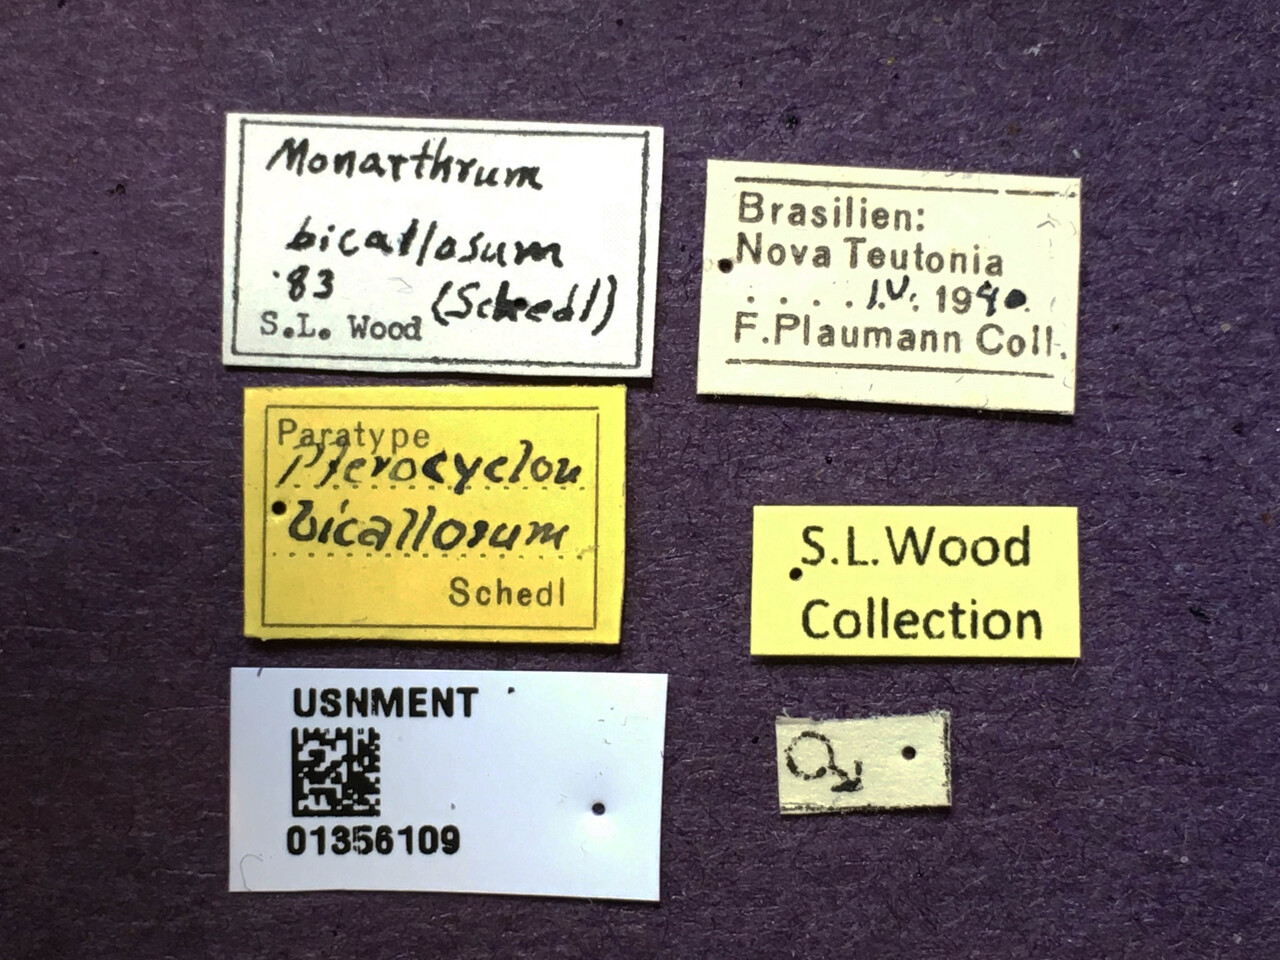 Monarthrum
bicallosum
'83
(Schedl)
S.L. Wood
Brasilien:
Nova Teutonia
. . . . I.V. 1940.
F.Plaumann Coll.
Paratype
Pterocyclon
bicallosum
Schedl
S.L.Wood
Collection
USNMENT
01356109
♂